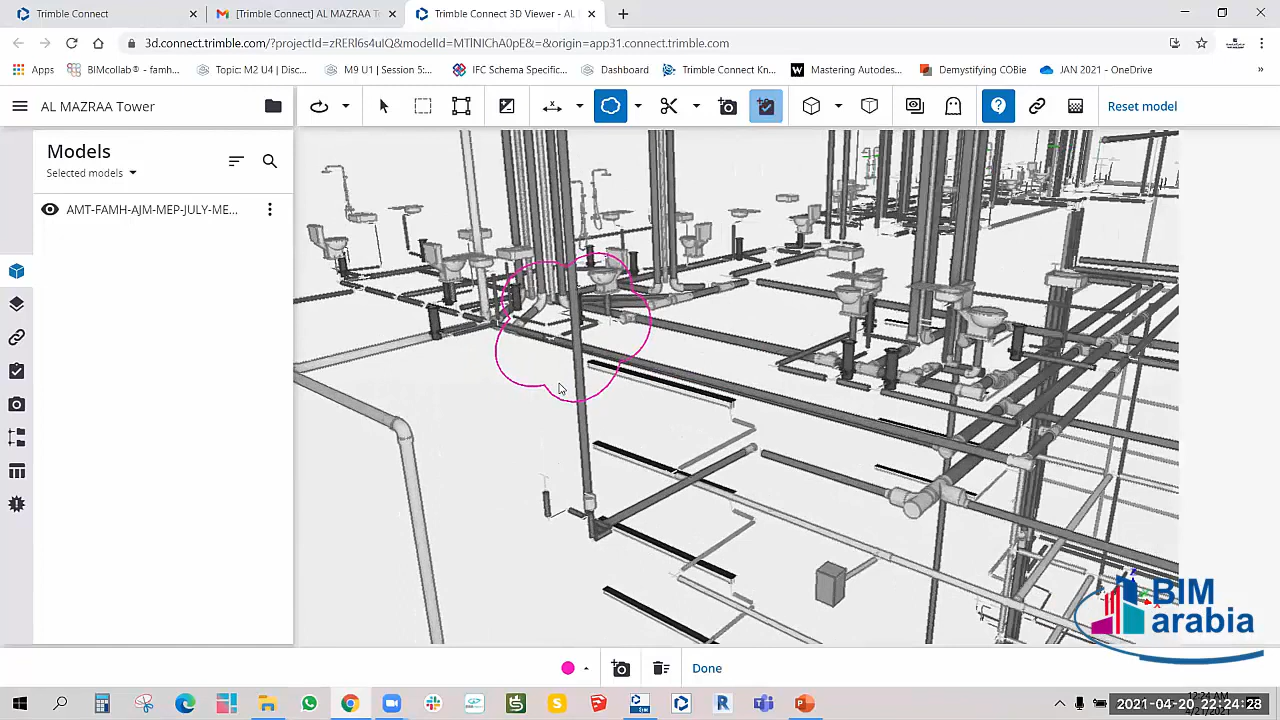 Trimble Connect
[Trimble Connect] AL MAZRAA T
Trimble Connect 3D Viewer - AL
3d.connect.trimble.com/?projectId=zRERl6s4uIQ&modelId=MTlNIChA0pE&=&origin=app31.connect.trimble.com
Apps
BIMcollab® - famh...
Topic: M2 U4 | Disc...
M9 U1 | Session 5:...
IFC Schema Specific...
Dashboard
Trimble Connect Kn...
Mastering Autodes...
Demystifying COBie
JAN 2021 - OneDrive
»
AL MAZRAA Tower
Reset model
Models
Selected models
AMT-FAMH-AJM-MEP-JULY-ME...
BIM
arabia
Done
12:24 AM
2021-04-20 22:24:28